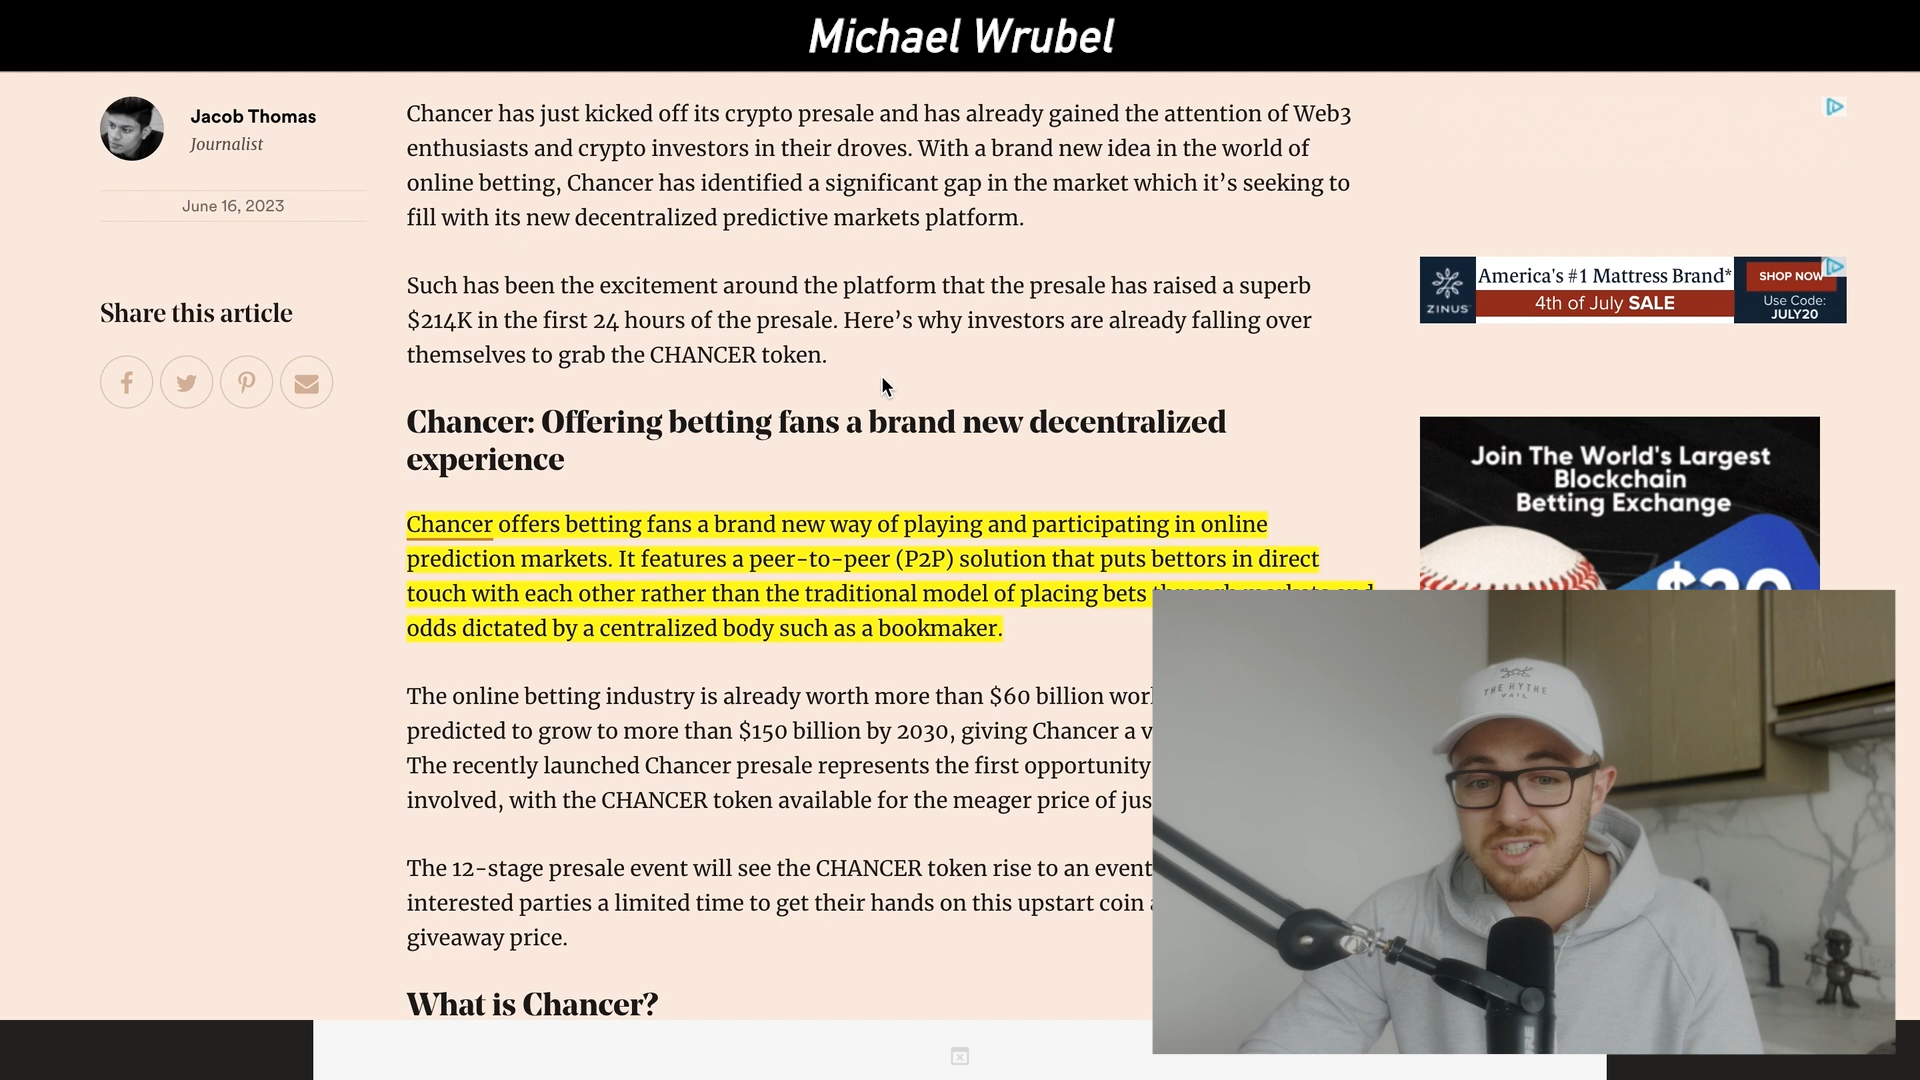 Michael Wrubel
Jacob Thomas
Journalist
June 16, 2023
Share this article
Chancer has just kicked off its crypto presale and has already gained the attention of Web3
enthusiasts and crypto investors in their droves. With a brand new idea in the world of
online betting, Chancer has identified a significant gap in the market which it’s seeking to
fill with its new decentralized predictive markets platform.
Such has been the excitement around the platform that the presale has raised a superb
$214K in the first 24 hours of the presale. Here’s why investors are already falling over
themselves to grab the CHANCER token.
Chancer: Offering betting fans a brand new decentralized
experience
Chancer offers betting fans a brand new way of playing and participating in online
prediction markets. It features a peer-to-peer (P2P) solution that puts bettors in direct
touch with each other rather than the traditional model of placing bets through markets and
odds dictated by a centralized body such as a bookmaker.
The online betting industry is already worth more than $60 billion
predicted to grow to more than $150 billion by 2030, giving Chancer a
The recently launched Chancer presale represents the first opportunity
involved, with the CHANCER token available for the meager price of
The 12-stage presale event will see the CHANCER token rise to an
interested parties a limited time to get their hands on this upstart coin
giveaway price.
What is Chancer?
ZINUS
America's #1 Mattress Brand*
4th of July SALE
SHOP NOW
Use Code:
JULY20
Join The World's Largest
Blockchain
Betting Exchange
THE HYTHE
VAIL